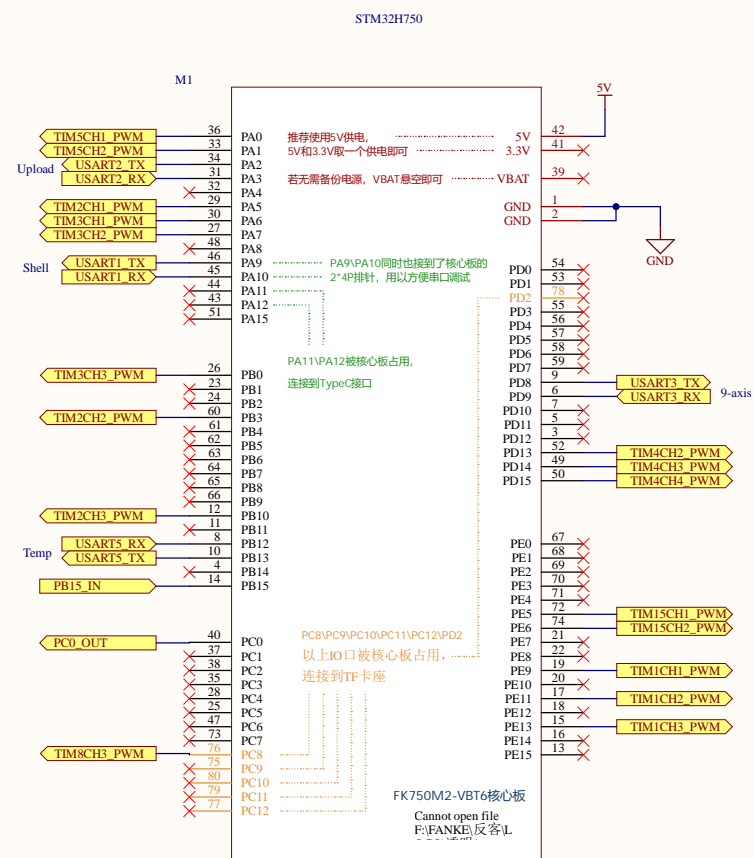 STM32H750
M1
5V
TIM5CH1_PWM 36 PA0 推荐使用5V供电, 5V 42
TIM5CH2_PWM 33 PA1 5V和3.3V取一个供电即可 3.3V 41
Upload USART2_TX 34 PA2
USART2_RX 31 PA3 若无需备份电源，VBAT悬空即可 VBAT 39
32 PA4
TIM2CH1_PWM 29 PA5 GND 1
TIM3CH1_PWM 30 PA6 GND 2
TIM3CH2_PWM 27 PA7
48 PA8
GND
Shell USART1_TX 46 PA9 PA9\PA10同时也接到了核心板的 PD0 54
USART1_RX 45 PA10 2*4P排针，用以方便串口调试 PD1 53
44 PA11 PD2 78
43 PA12 PD3 55
51 PA15 PD4 56
PD5 57
PD6 58
PA11\PA12被核心板占用， PD7 59
TIM3CH3_PWM 26 PB0 连接到TypeC接口 PD8 9 USART3_TX 9-axis
23 PB1 PD9 6 USART3_RX
24 PB2 PD10 7
TIM2CH2_PWM 60 PB3 PD11 5
61 PB4 PD12 3
62 PB5 PD13 52 TIM4CH2_PWM
63 PB6 PD14 49 TIM4CH3_PWM
64 PB7 PD15 50 TIM4CH4_PWM
65 PB8
66 PB9
TIM2CH3_PWM 12 PB10
11 PB11
Temp USART5_RX 8 PB12 PE0 67
USART5_TX 10 PB13 PE1 68
4 PB14 PE2 69
PB15_IN 14 PB15 PE3 70
PE4 71
PE5 72 TIM15CH1_PWM
PE6 74 TIM15CH2_PWM
PC0_OUT 40 PC0 PC8\PC9\PC10\PC11\PC12\PD2 PE7 21
37 PC1 以上IO口被核心板占用， PE8 22
38 PC2 连接到TF卡座 PE9 19 TIM1CH1_PWM
35 PC3 PE10 20
28 PC4 PE11 17 TIM1CH2_PWM
25 PC5 PE12 18
47 PC6 PE13 15 TIM1CH3_PWM
73 PC7 PE14 16
TIM8CH3_PWM 76 PC8 PE15 13
75 PC9
80 PC10
79 PC11 FK750M2-VBT6核心板
77 PC12
Cannot open file
F:\FANKE\反客\L